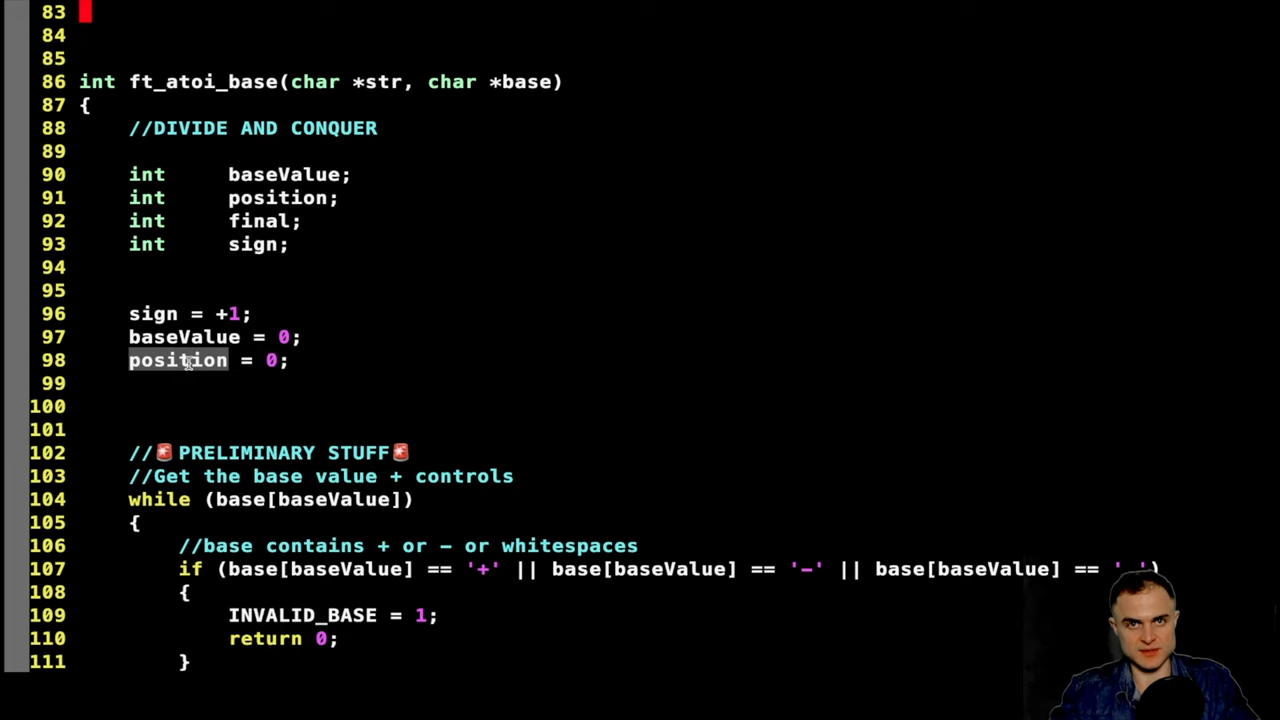 83
84
85
86 int ft_atoi_base(char *str, char *base)
87 {
88 //DIVIDE AND CONQUER
89
90 int baseValue;
91 int position;
92 int final;
93 int sign;
94
95
96 sign = +1;
97 baseValue = 0;
98 position = 0;
99
100
101
102 //🚨PRELIMINARY STUFF🚨
103 //Get the base value + controls
104 while (base[baseValue])
105 {
106 //base contains + or - or whitespaces
107 if (base[baseValue] == '+' || base[baseValue] == '-' || base[baseValue] == ' ')
108 {
109 INVALID_BASE = 1;
110 return 0;
111 }